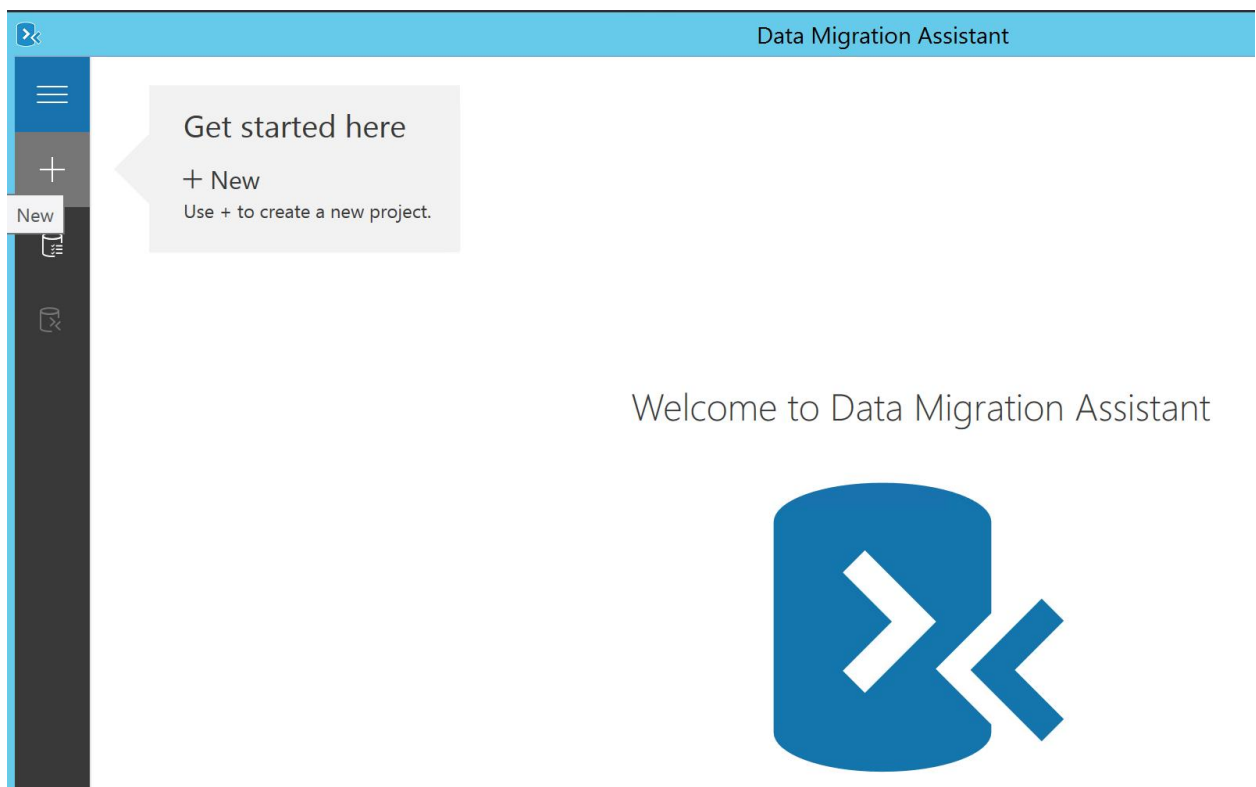 Data Migration Assistant
Get started here
+ New
Use + to create a new project.
New
Welcome to Data Migration Assistant